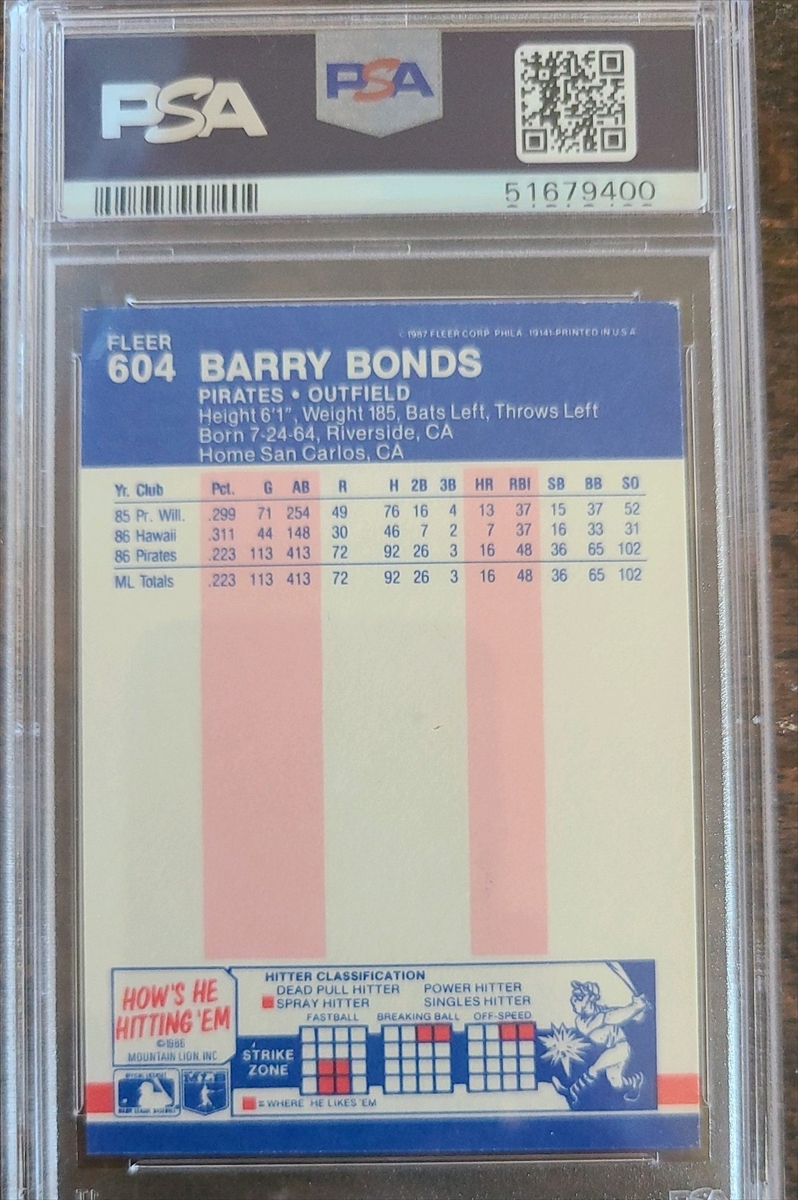 PSA
PSA
51679400
FLEER
604
© 1987 FLEER CORP. PHILA. 19141-PRINTED IN U.S.A.
BARRY BONDS
PIRATES • OUTFIELD
Height 6'1", Weight 185, Bats Left, Throws Left
Born 7-24-64, Riverside, CA
Home San Carlos, CA
Yr. Club Pct. G AB R H 2B 3B HR RBI SB BB SO
85 Pr. Will. .299 71 254 49 76 16 4 13 37 15 37 52
86 Hawaii .311 44 148 30 46 7 2 7 37 16 33 31
86 Pirates .223 113 413 72 92 26 3 16 48 36 65 102
ML Totals .223 113 413 72 92 26 3 16 48 36 65 102
HOW'S HE
HITTING 'EM
©1986
MOUNTAIN LION, INC
HITTER CLASSIFICATION
DEAD PULL HITTER POWER HITTER
SPRAY HITTER SINGLES HITTER
FASTBALL BREAKING BALL OFF-SPEED
STRIKE
ZONE
= WHERE HE LIKES 'EM